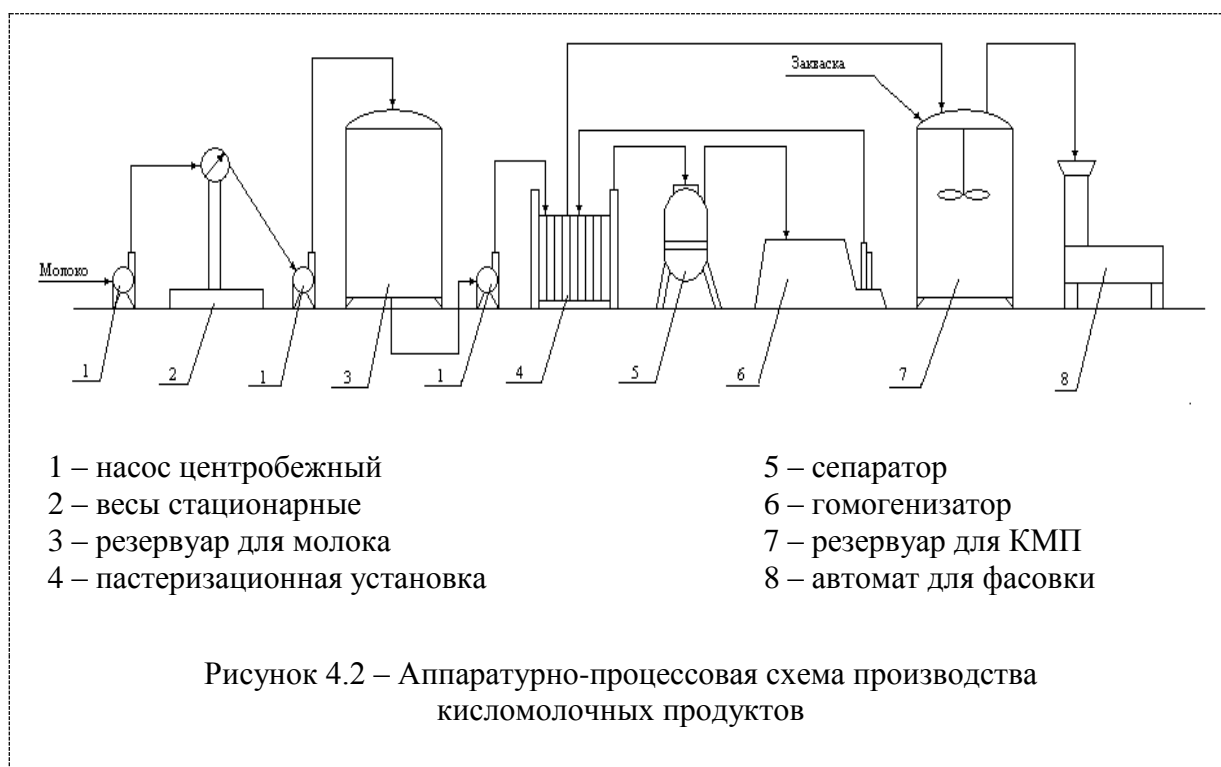 Закваска
Молоко
1
2
1
3
1
4
5
6
7
8
1 – насос центробежный
2 – весы стационарные
3 – резервуар для молока
4 – пастеризационная установка
5 – сепаратор
6 – гомогенизатор
7 – резервуар для КМП
8 – автомат для фасовки
Рисунок 4.2 – Аппаратурно-процессовая схема производства
кисломолочных продуктов